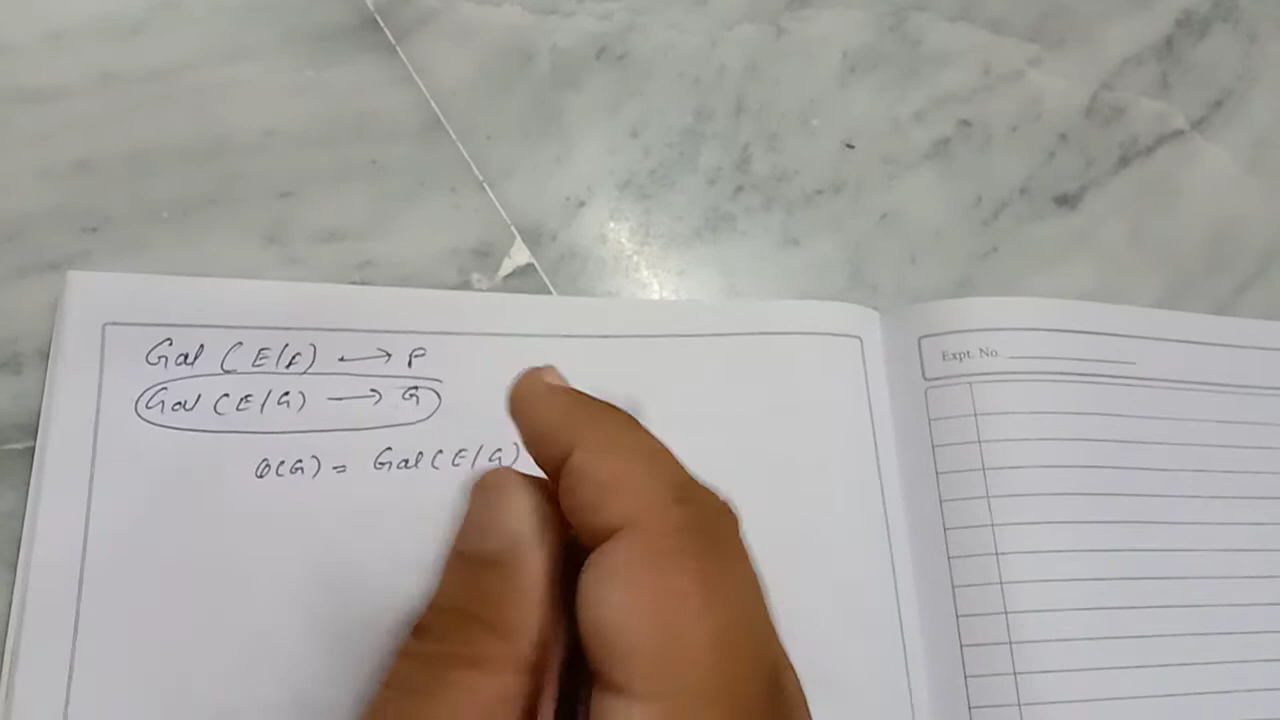 Gal (E/F) → F
Gal (E/G) → G
O(G) = Gal (E/G)
Expt. No.